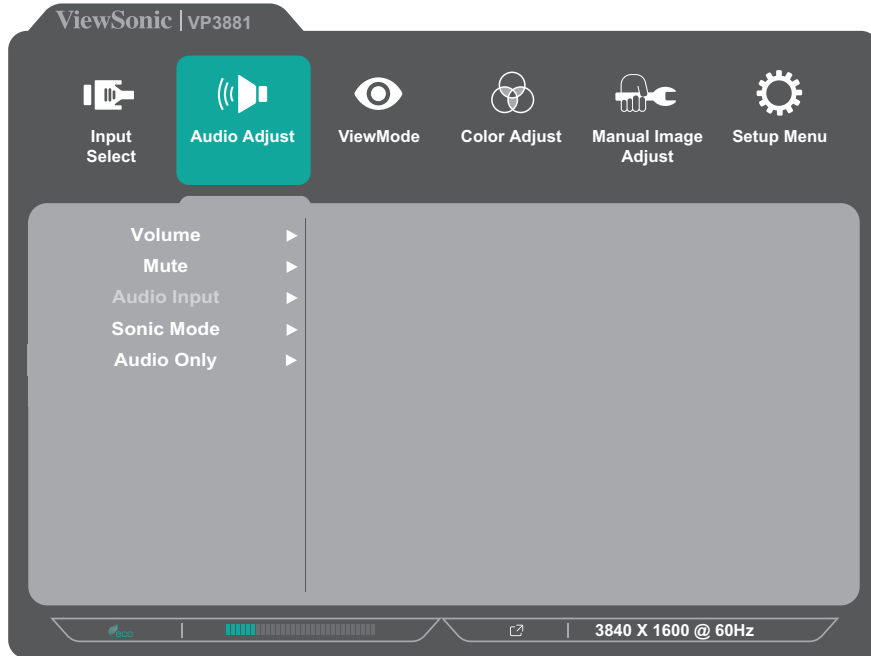 ViewSonic | VP3881
Input
Select
Audio Adjust
ViewMode
Color Adjust
Manual Image
Adjust
Setup Menu
Volume
Mute
Audio Input
Sonic Mode
Audio Only
eco
3840 X 1600 @ 60Hz